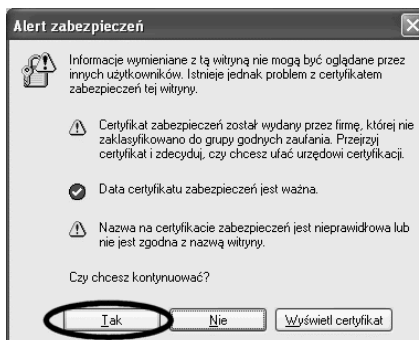 Alert zabezpieczeń
Informacje wymieniane z tą witryną nie mogą być oglądane przez
innych użytkowników. Istnieje jednak problem z certyfikatem
zabezpieczeń tej witryny.
Certyfikat zabezpieczeń został wydany przez firmę, której nie
zaklasyfikowano do grupy godnych zaufania. Przejrzyj
certyfikat i zdecyduj, czy chcesz ufać urzędowi certyfikacji.
Data certyfikatu zabezpieczeń jest ważna.
Nazwa na certyfikacie zabezpieczeń jest nieprawidłowa lub
nie jest zgodna z nazwą witryny.
Czy chcesz kontynuować?
Tak Nie Wyświetl certyfikat